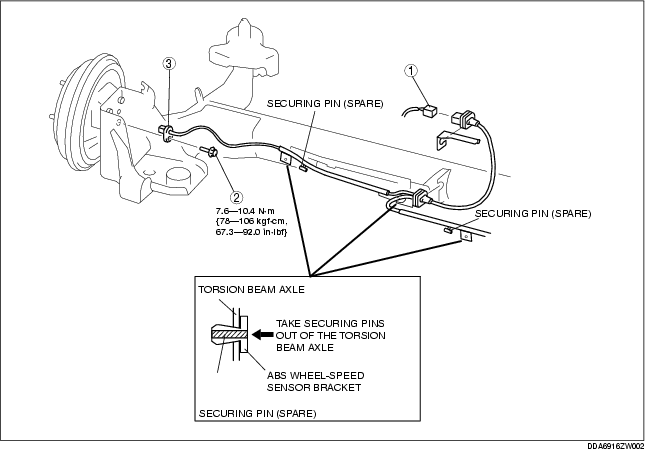 3
1
SECURING PIN (SPARE)
2
7.6—10.4 N·m
{78—106 kgf·cm,
67.3—92.0 in·lbf}
SECURING PIN (SPARE)
TORSION BEAM AXLE
TAKE SECURING PINS
OUT OF THE TORSION
BEAM AXLE
ABS WHEEL-SPEED
SENSOR BRACKET
SECURING PIN (SPARE)
DDA6916ZW002